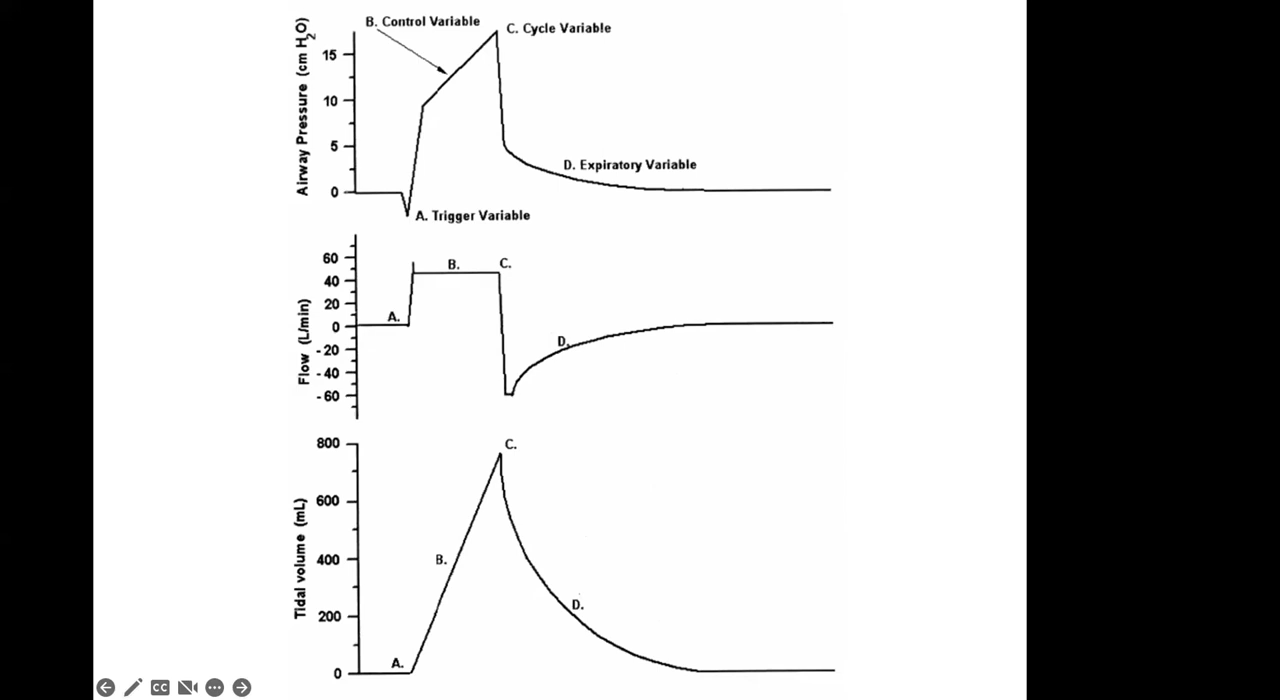 B. Control Variable
C. Cycle Variable
Airway Pressure (cm H2O)
15
10
5
0
D. Expiratory Variable
A. Trigger Variable
Flow (L/min)
60
40
20
0
-20
-40
-60
B.
C.
A.
D.
Tidal volume (mL)
800
600
400
200
0
C.
B.
D.
A.
CC